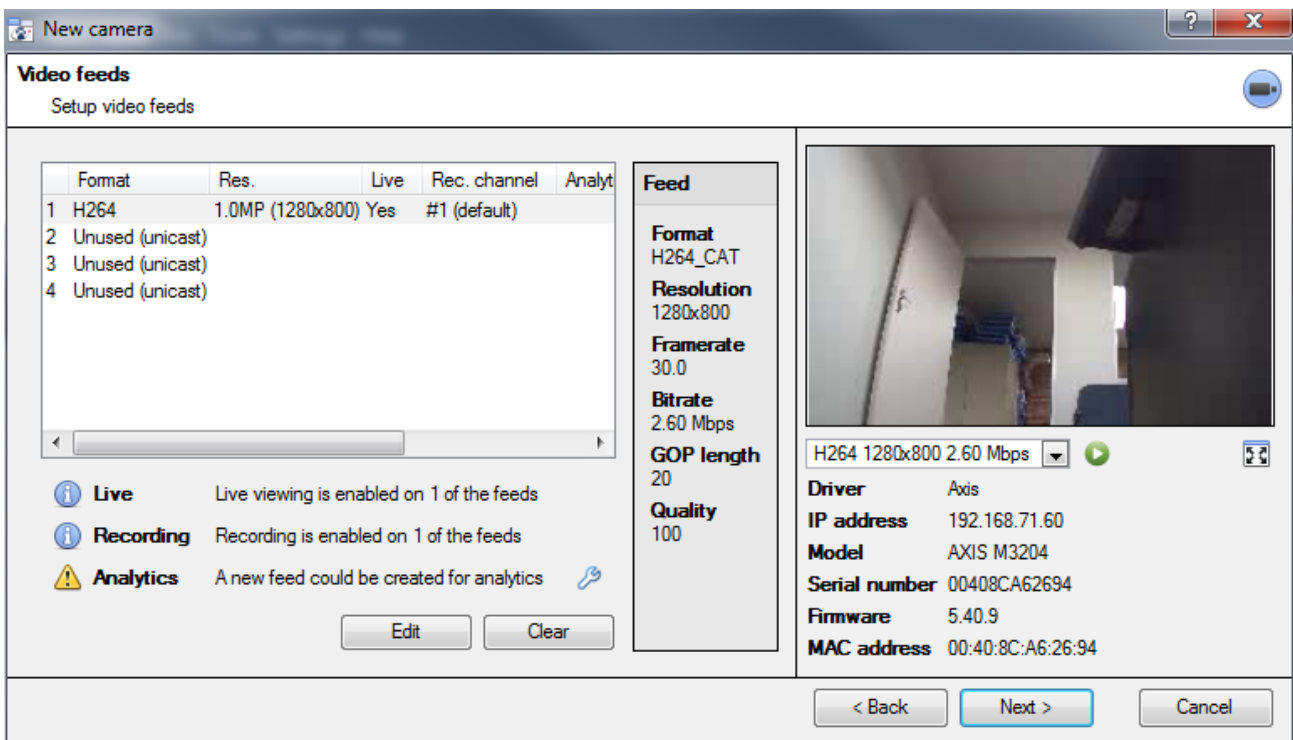 New camera
Video feeds
Setup video feeds
Format Res. Live Rec. channel Analyt
1 H264 1.0MP (1280x800) Yes #1 (default)
2 Unused (unicast)
3 Unused (unicast)
4 Unused (unicast)
Live Live viewing is enabled on 1 of the feeds
Recording Recording is enabled on 1 of the feeds
Analytics A new feed could be created for analytics
Edit Clear
Feed
Format
H264_CAT
Resolution
1280x800
Framerate
30.0
Bitrate
2.60 Mbps
GOP length
20
Quality
100
H264 1280x800 2.60 Mbps
Driver Axis
IP address 192.168.71.60
Model AXIS M3204
Serial number 00408CA62694
Firmware 5.40.9
MAC address 00:40:8C:A6:26:94
< Back Next > Cancel